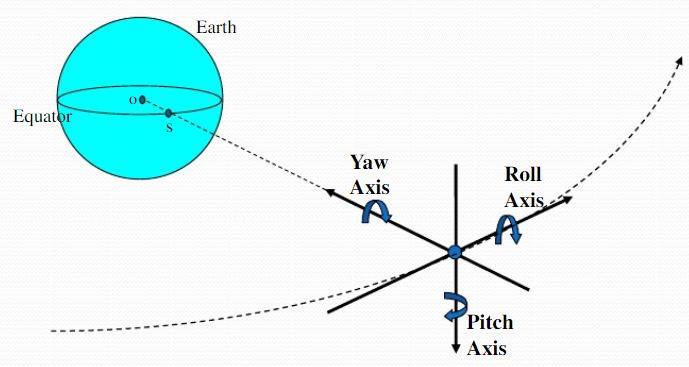 Earth
O
Equator
S
Yaw
Axis
Roll
Axis
Pitch
Axis